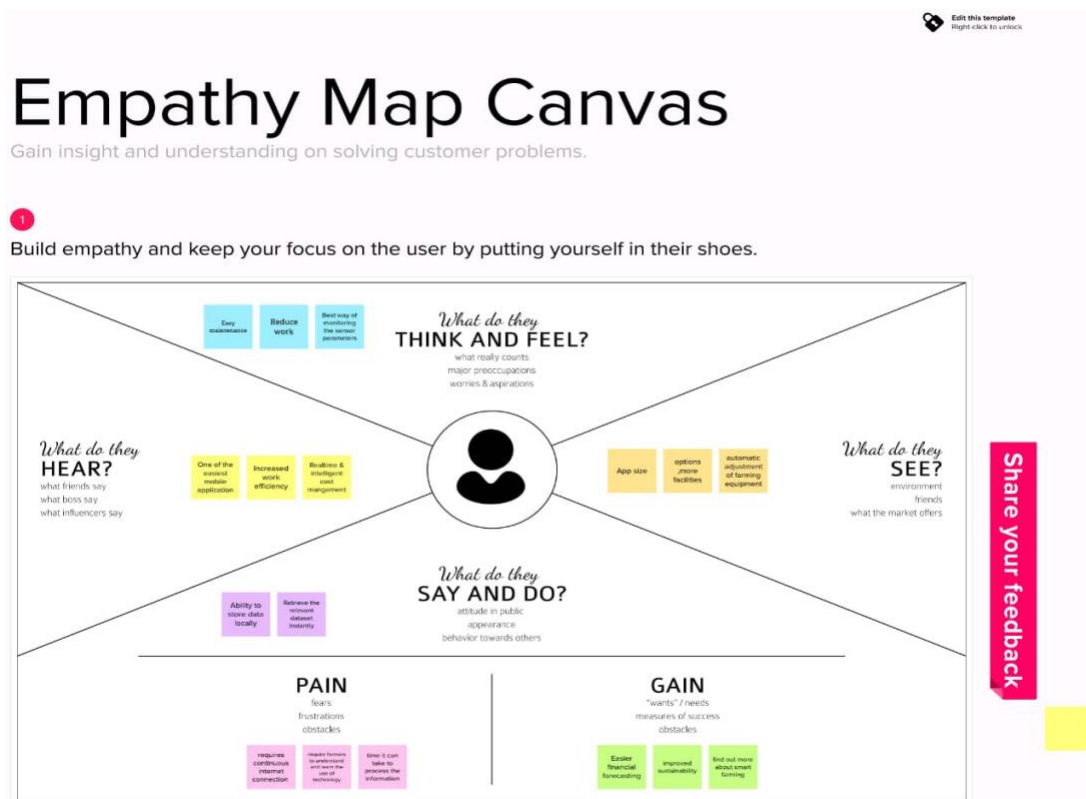 Edit this template
Right-click to unlock
Empathy Map Canvas
Gain insight and understanding on solving customer problems.
1
Build empathy and keep your focus on the user by putting yourself in their shoes.
Easy
maintenance
Reduce
work
Best way of
monitoring
the sensor
parameters
What do they
THINK AND FEEL?
what really counts
major preoccupations
worries & aspirations
What do they
HEAR?
what friends say
what boss say
what influencers say
One of the
easiest
mobile
application
Increased
work
efficiency
Realtime &
intelligent
cost
mangement
App size
options
,more
facilities
automatic
adjustment
of farming
equipment
What do they
SEE?
environment
friends
what the market offers
What do they
SAY AND DO?
attitude in public
appearance
behavior towards others
Ability to
store data
locally
Retrieve the
relevant
dataset
instantly
Share your feedback
PAIN
fears
frustrations
obstacles
requires
continuous
internet
connection
require farmers
to understand
and learn the
use of
technology
time it can
take to
process the
information
GAIN
"wants" / needs
measures of success
obstacles
Easier
financial
forecasting
improved
sustainability
find out more
about smart
farming